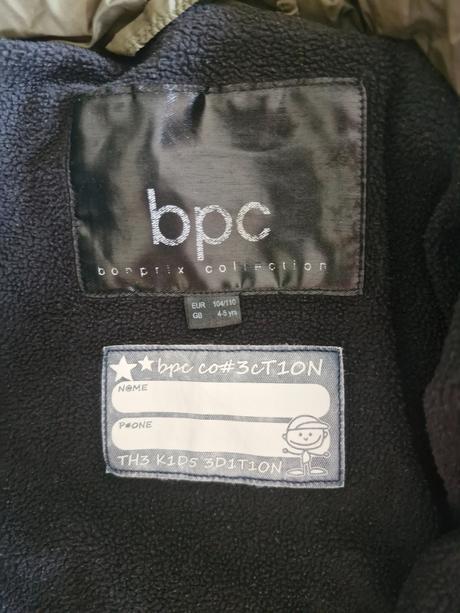 bpc
bonprix collection
EUR 104/110
GB 4-5 yrs
bpc co#3cT1ON
N@ME
P#ONE
TH3 K1D5 3D1T1ON